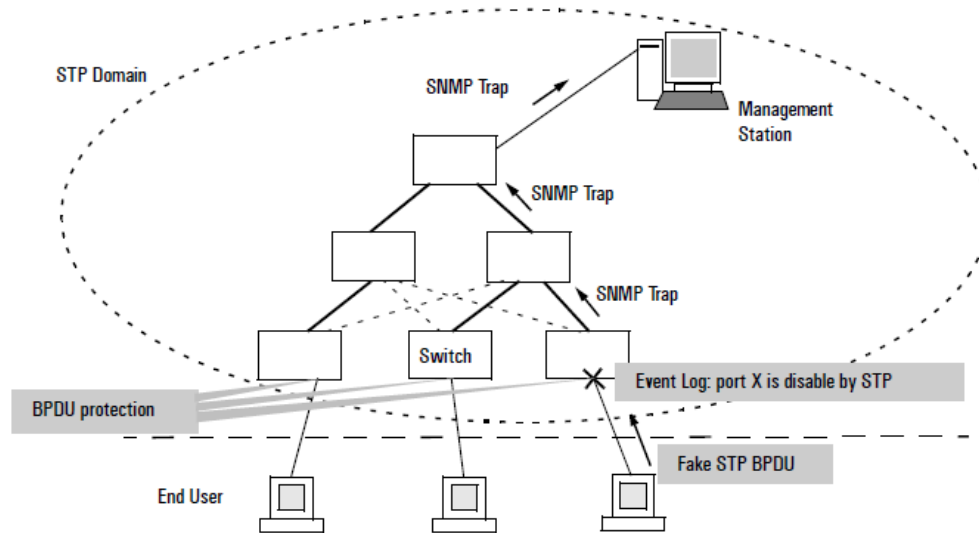 STP Domain
SNMP Trap
Management
Station
SNMP Trap
SNMP Trap
Switch
Event Log: port X is disable by STP
BPDU protection
Fake STP BPDU
End User